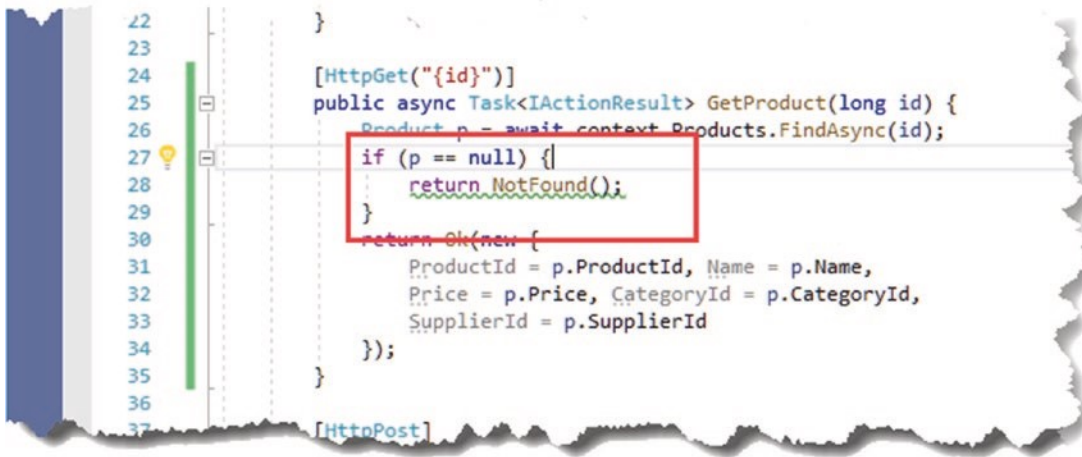 22 }
23
24 [HttpGet("{id}")]
25 public async Task<IActionResult> GetProduct(long id) {
26 Product p = await context.Products.FindAsync(id);
27 if (p == null) {
28 return NotFound();
29 }
30 return Ok(new {
31 ProductId = p.ProductId, Name = p.Name,
32 Price = p.Price, CategoryId = p.CategoryId,
33 SupplierId = p.SupplierId
34 });
35 }
36
37 [HttpPost]